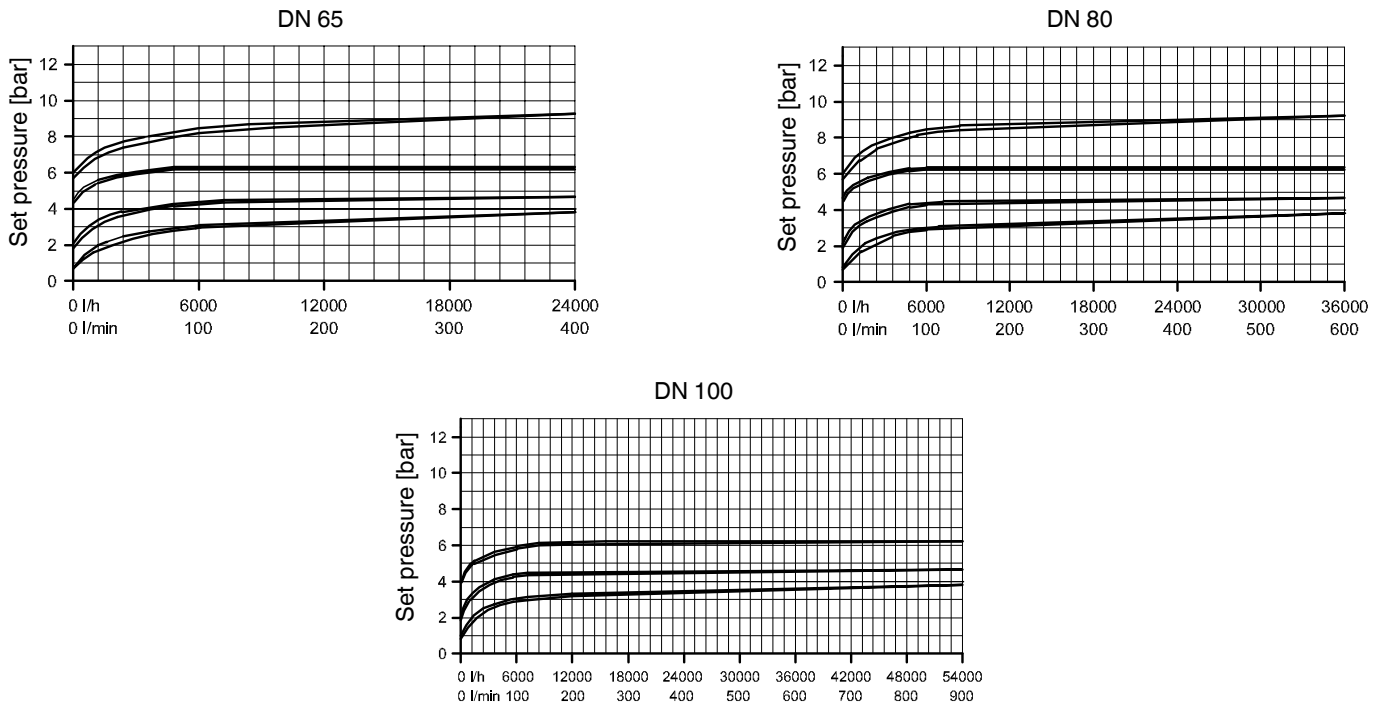 DN 65
Set pressure [bar]
12
10
8
6
4
2
0
0 l/h 6000 12000 18000 24000
0 l/min 100 200 300 400
DN 80
Set pressure [bar]
12
10
8
6
4
2
0
0 l/h 6000 12000 18000 24000 30000 36000
0 l/min 100 200 300 400 500 600
DN 100
Set pressure [bar]
12
10
8
6
4
2
0
0 l/h 6000 12000 18000 24000 30000 36000 42000 48000 54000
0 l/min 100 200 300 400 500 600 700 800 900